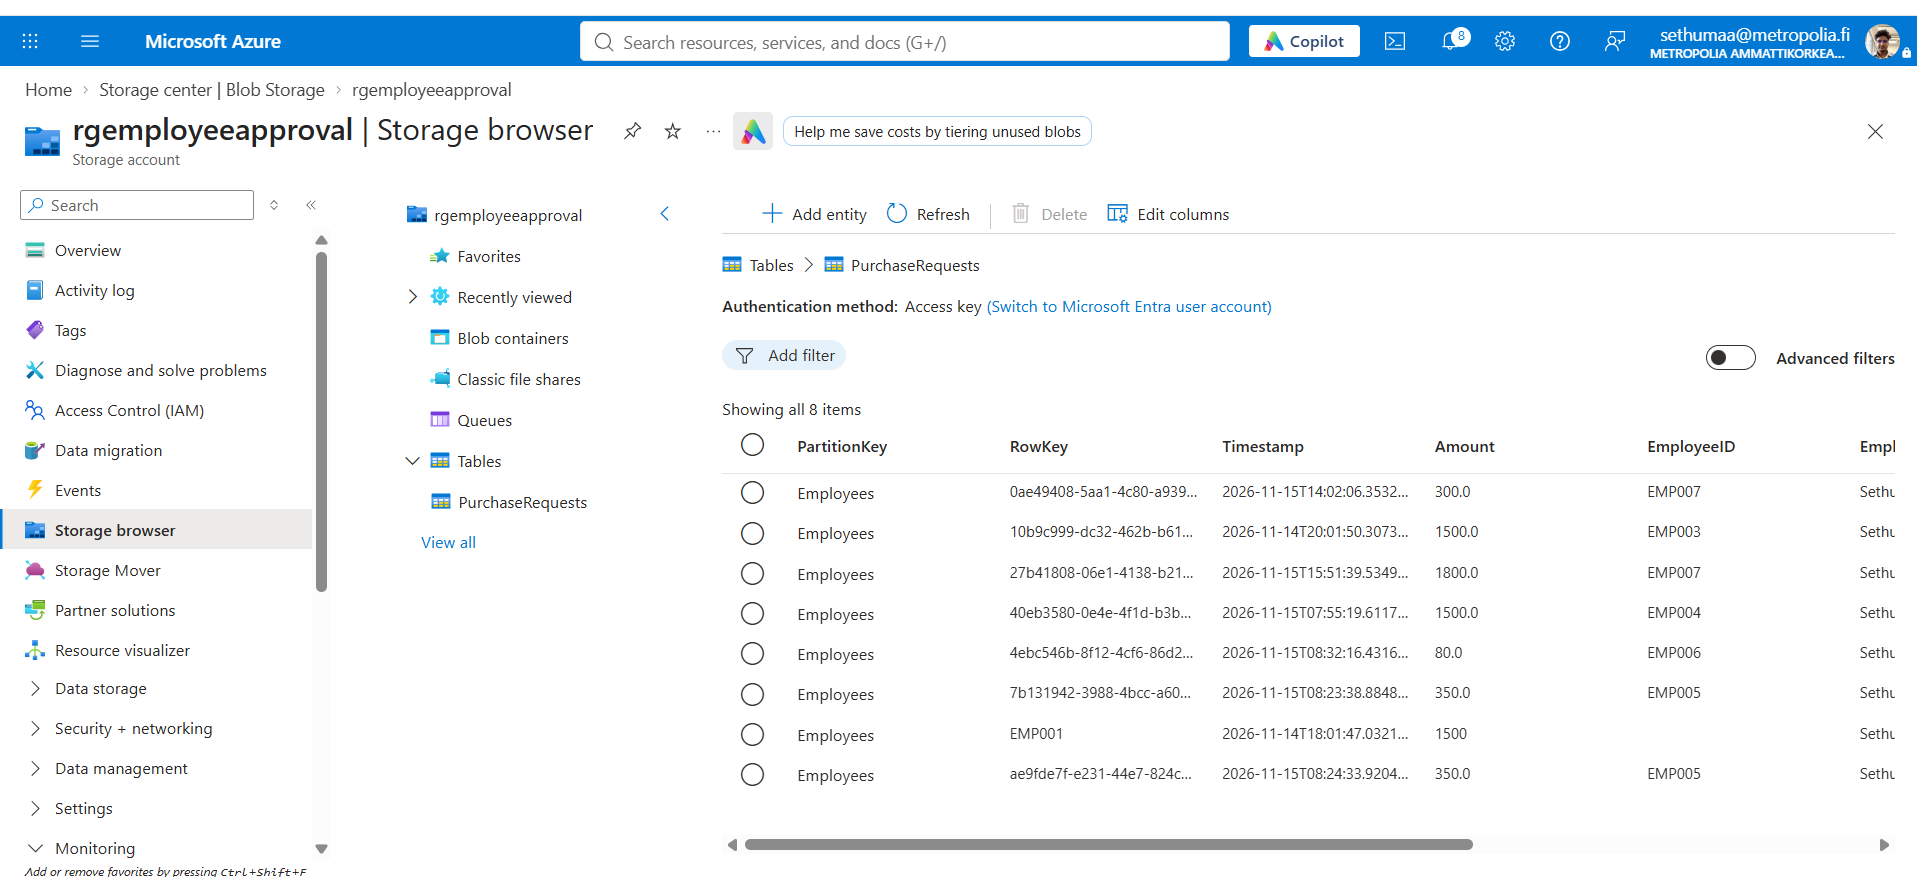 Microsoft Azure
Search resources, services, and docs (G+/)
Copilot
8
sethumaa@metropolia.fi
METROPOLIA AMMATTIKORKEA...
Home > Storage center | Blob Storage > rgemployeeapproval
rgemployeeapproval | Storage browser
...
Help me save costs by tiering unused blobs
Storage account
Search
Overview
Activity log
Tags
Diagnose and solve problems
Access Control (IAM)
Data migration
Events
Storage browser
Storage Mover
Partner solutions
Resource visualizer
Data storage
Security + networking
Data management
Settings
Monitoring
Add or remove favorites by pressing Ctrl+Shift+F
rgemployeeapproval
Favorites
Recently viewed
Blob containers
Classic file shares
Queues
Tables
PurchaseRequests
View all
Add entity Refresh Delete Edit columns
Tables > PurchaseRequests
Authentication method: Access key (Switch to Microsoft Entra user account)
Add filter
Advanced filters
Showing all 8 items
PartitionKey RowKey Timestamp Amount EmployeeID Empl
Employees 0ae49408-5aa1-4c80-a939... 2026-11-15T14:02:06.3532... 300.0 EMP007 Sethu
Employees 10b9c999-dc32-462b-b61... 2026-11-14T20:01:50.3073... 1500.0 EMP003 Sethu
Employees 27b41808-06e1-4138-b21... 2026-11-15T15:51:39.5349... 1800.0 EMP007 Sethu
Employees 40eb3580-0e4e-4f1d-b3b... 2026-11-15T07:55:19.6117... 1500.0 EMP004 Sethu
Employees 4ebc546b-8f12-4cf6-86d2... 2026-11-15T08:32:16.4316... 80.0 EMP006 Sethu
Employees 7b131942-3988-4bcc-a60... 2026-11-15T08:23:38.8848... 350.0 EMP005 Sethu
Employees EMP001 2026-11-14T18:01:47.0321... 1500 Sethu
Employees ae9fde7f-e231-44e7-824c... 2026-11-15T08:24:33.9204... 350.0 EMP005 Sethu